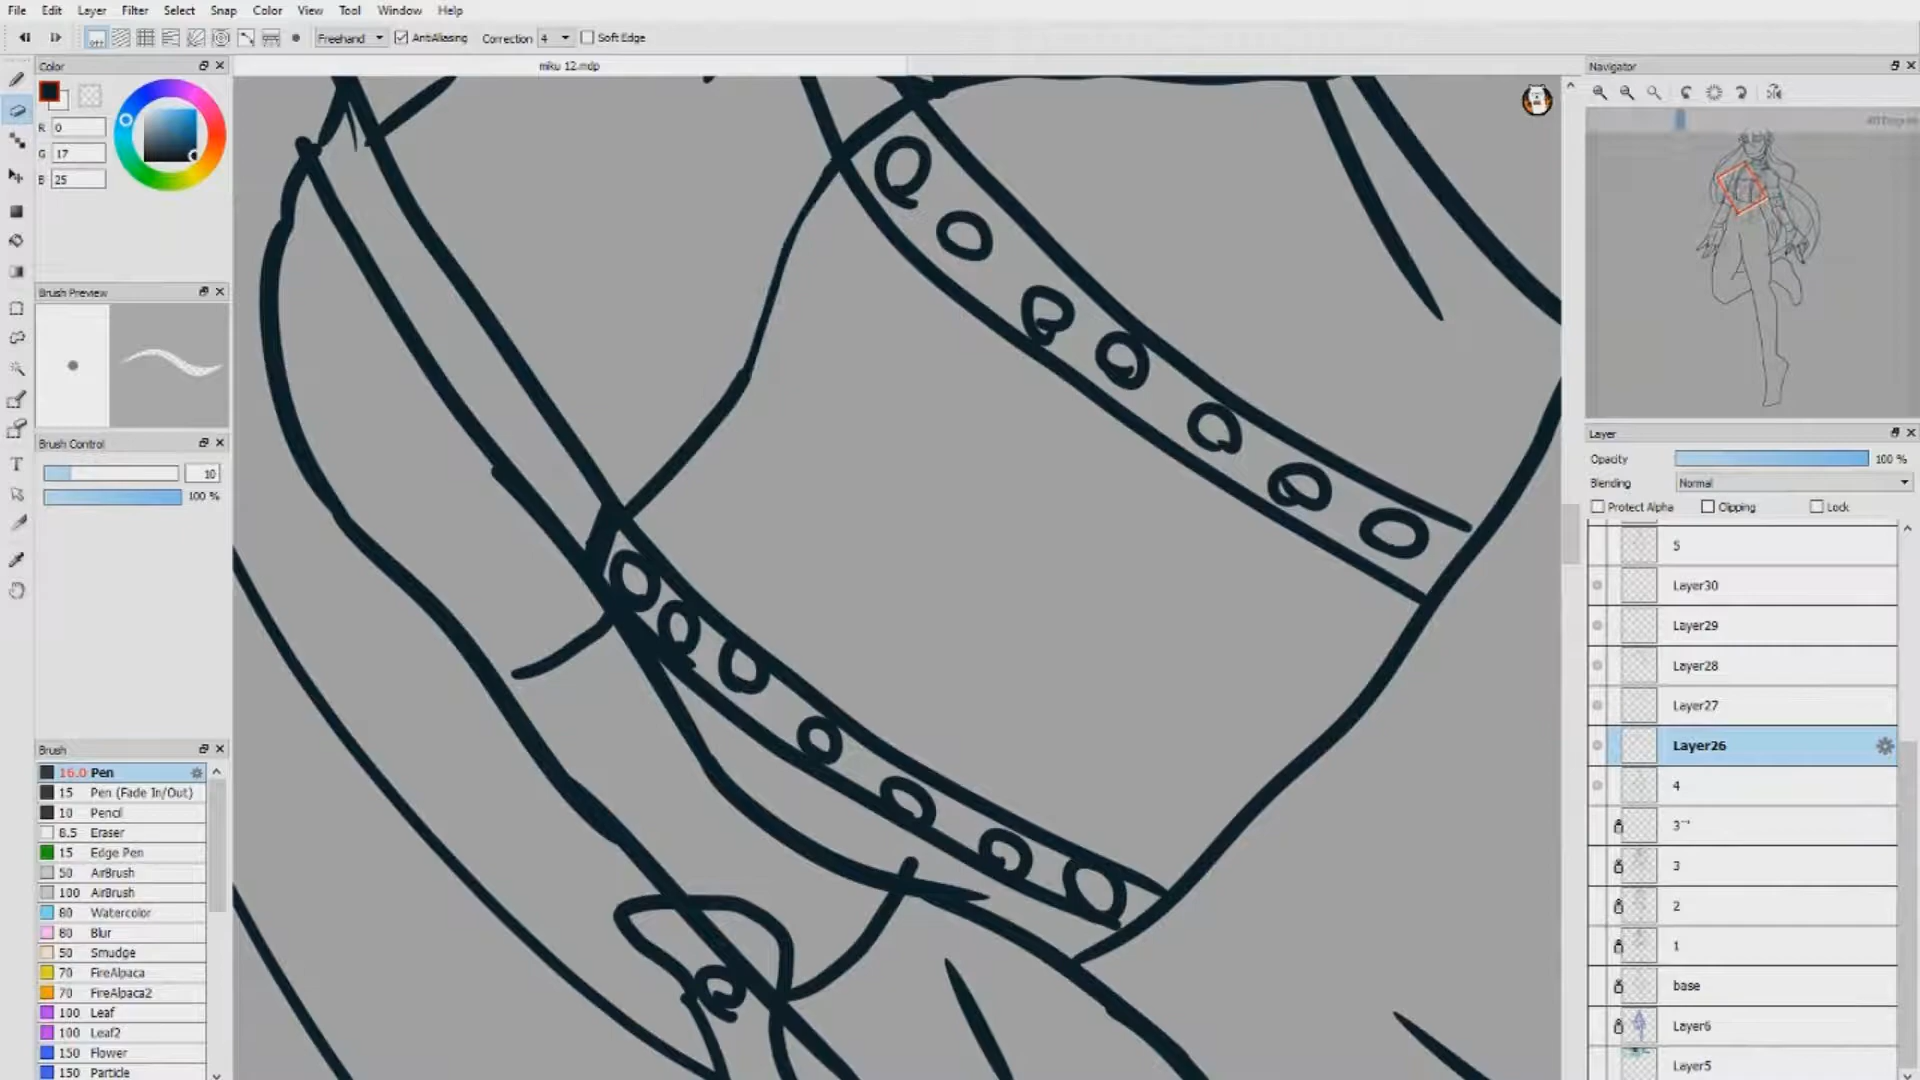 File Edit Layer Filter Select Snap Color View Tool Window Help
Freehand AntiAliasing Correction 4 Soft Edge
Color
miku 12.mdp
Navigator
R 0
G 17
B 25
Brush Preview
Brush Control
10
100 %
Layer
Opacity 100 %
Blending Normal
Protect Alpha Clipping Lock
5
Layer30
Layer29
Layer28
Layer27
Layer26
4
3
2
1
base
Layer6
Layer5
Brush
16.0 Pen
15 Pen (Fade In/Out)
10 Pencil
8.5 Eraser
15 Edge Pen
50 AirBrush
100 AirBrush
80 Watercolor
80 Blur
50 Smudge
70 FireAlpaca
70 FireAlpaca2
100 Leaf
100 Leaf2
150 Flower
150 Particle